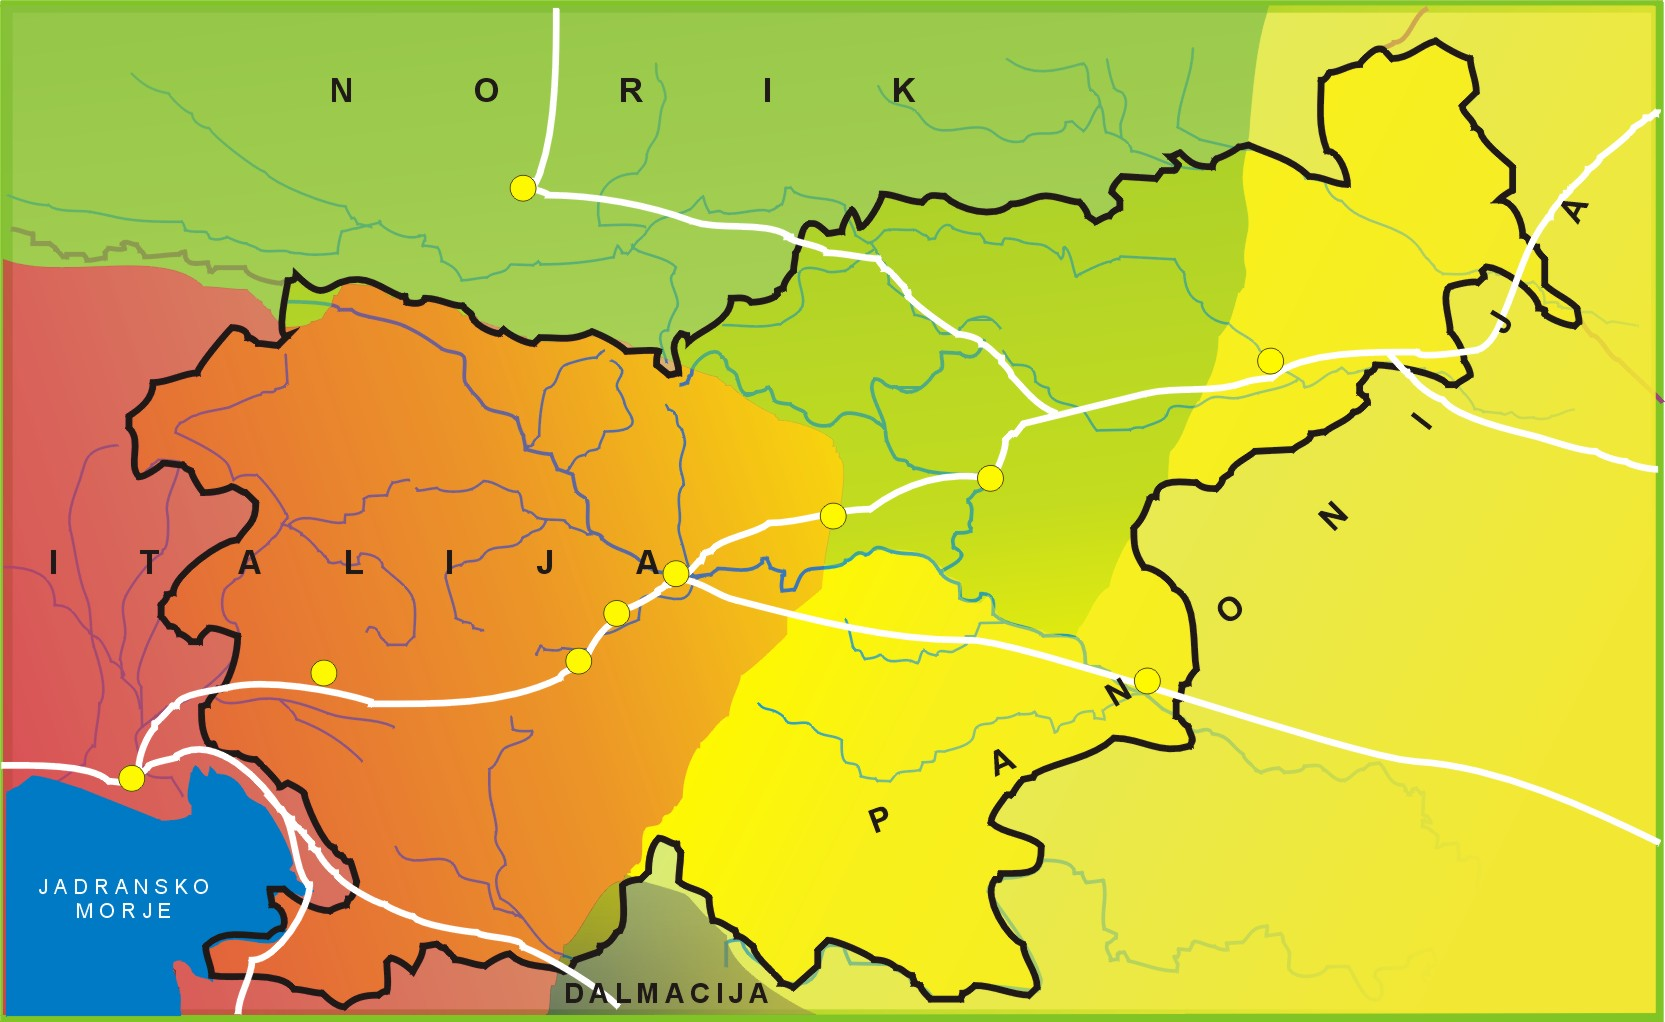 NORIK
ITALIJA
PANONIJA
JADRANSKO
MORJE
DALMACIJA